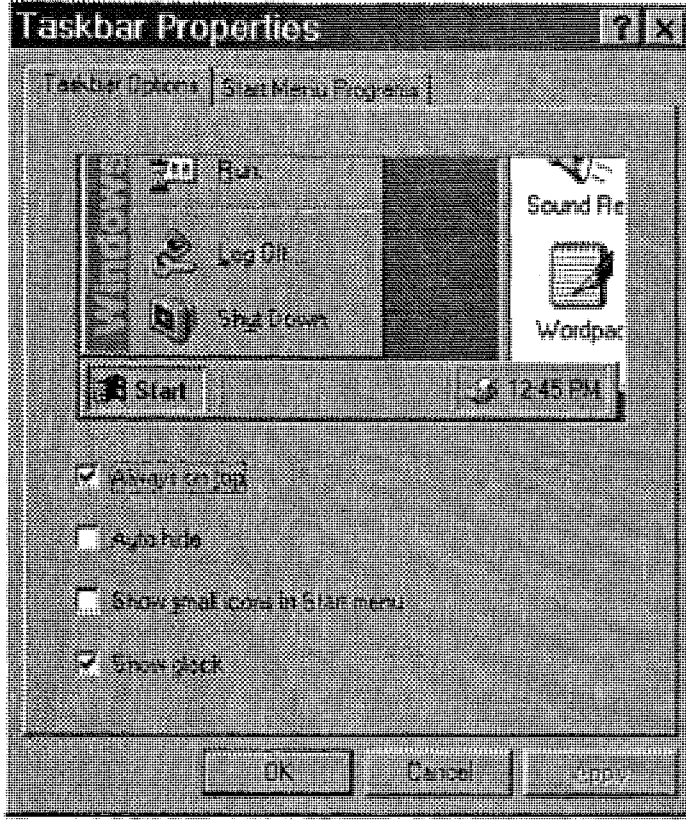 Taskbar Properties
Taskbar Options Start Menu Programs
Windows
Run...
Log Off...
Shut Down...
Sound Re
Wordpad
Start 12:45 PM
Always on top
Auto hide
Show small icons in Start menu
Show clock
OK Cancel Apply